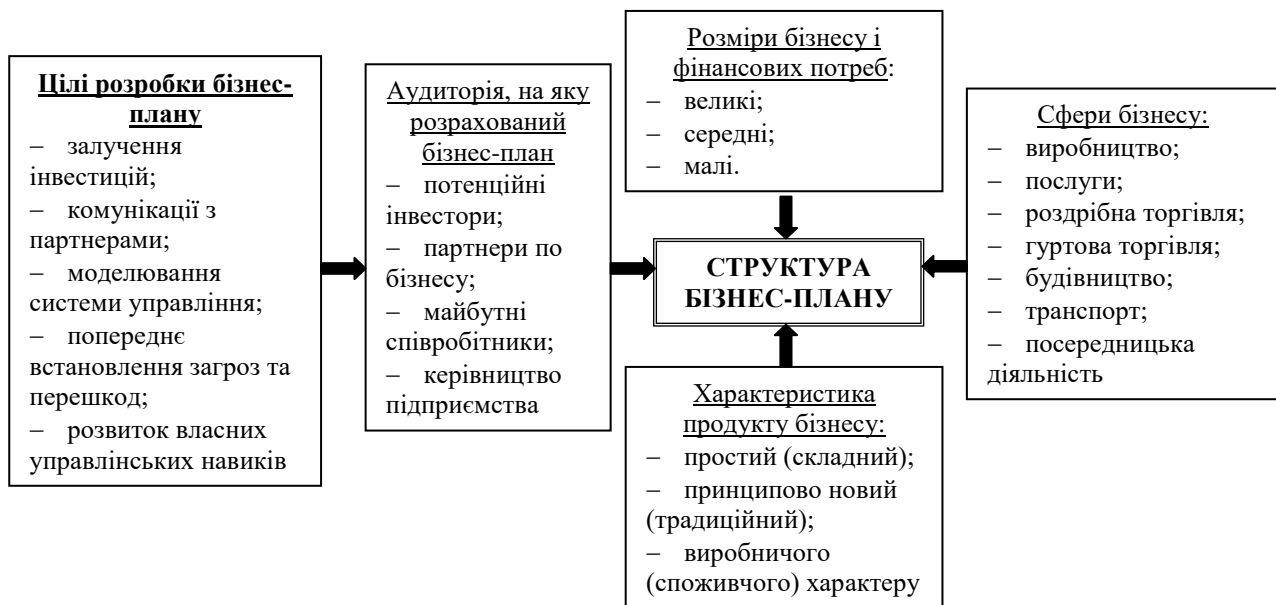 Цілі розробки бізнес-
плану
– залучення
інвестицій;
– комунікації з
партнерами;
– моделювання
системи управління;
– попереднє
встановлення загроз та
перешкод;
– розвиток власних
управлінських навиків
Аудиторія, на яку
розрахований
бізнес-план
– потенційні
інвестори;
– партнери по
бізнесу;
– майбутні
співробітники;
– керівництво
підприємства
Розміри бізнесу і
фінансових потреб:
– великі;
– середні;
– малі.
СТРУКТУРА
БІЗНЕС-ПЛАНУ
Характеристика
продукту бізнесу:
– простий (складний);
– принципово новий
(традиційний);
– виробничого
(споживчого) характеру
Сфери бізнесу:
– виробництво;
– послуги;
– роздрібна торгівля;
– гуртова торгівля;
– будівництво;
– транспорт;
– посередницька
діяльність